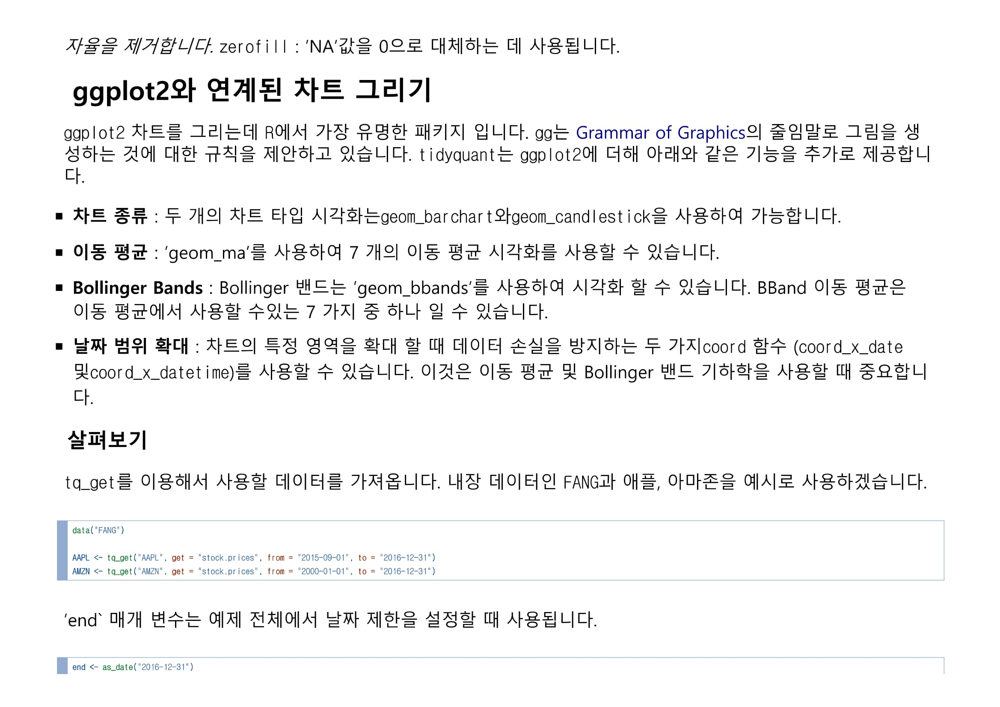 자율을 제거합니다. zerofill : ’NA‘값을 0으로 대체하는 데 사용됩니다.
ggplot2와 연계된 차트 그리기
ggplot2 차트를 그리는데 R에서 가장 유명한 패키지 입니다. gg는 Grammar of Graphics의 줄임말로 그림을 생
성하는 것에 대한 규칙을 제안하고 있습니다. tidyquant는 ggplot2에 더해 아래와 같은 기능을 추가로 제공합니
다.
▪ 차트 종류 : 두 개의 차트 타입 시각화는geom_barchart와geom_candlestick을 사용하여 가능합니다.
▪ 이동 평균 : ’geom_ma‘를 사용하여 7 개의 이동 평균 시각화를 사용할 수 있습니다.
▪ Bollinger Bands : Bollinger 밴드는 ’geom_bbands‘를 사용하여 시각화 할 수 있습니다. BBand 이동 평균은
이동 평균에서 사용할 수있는 7 가지 중 하나 일 수 있습니다.
▪ 날짜 범위 확대 : 차트의 특정 영역을 확대 할 때 데이터 손실을 방지하는 두 가지coord 함수 (coord_x_date
및coord_x_datetime)를 사용할 수 있습니다. 이것은 이동 평균 및 Bollinger 밴드 기하학을 사용할 때 중요합니
다.
살펴보기
tq_get를 이용해서 사용할 데이터를 가져옵니다. 내장 데이터인 FANG과 애플, 아마존을 예시로 사용하겠습니다.
data("FANG")
AAPL <- tq_get("AAPL", get = "stock.prices", from = "2015-09-01", to = "2016-12-31")
AMZN <- tq_get("AMZN", get = "stock.prices", from = "2000-01-01", to = "2016-12-31")
’end` 매개 변수는 예제 전체에서 날짜 제한을 설정할 때 사용됩니다.
end <- as_date("2016-12-31")